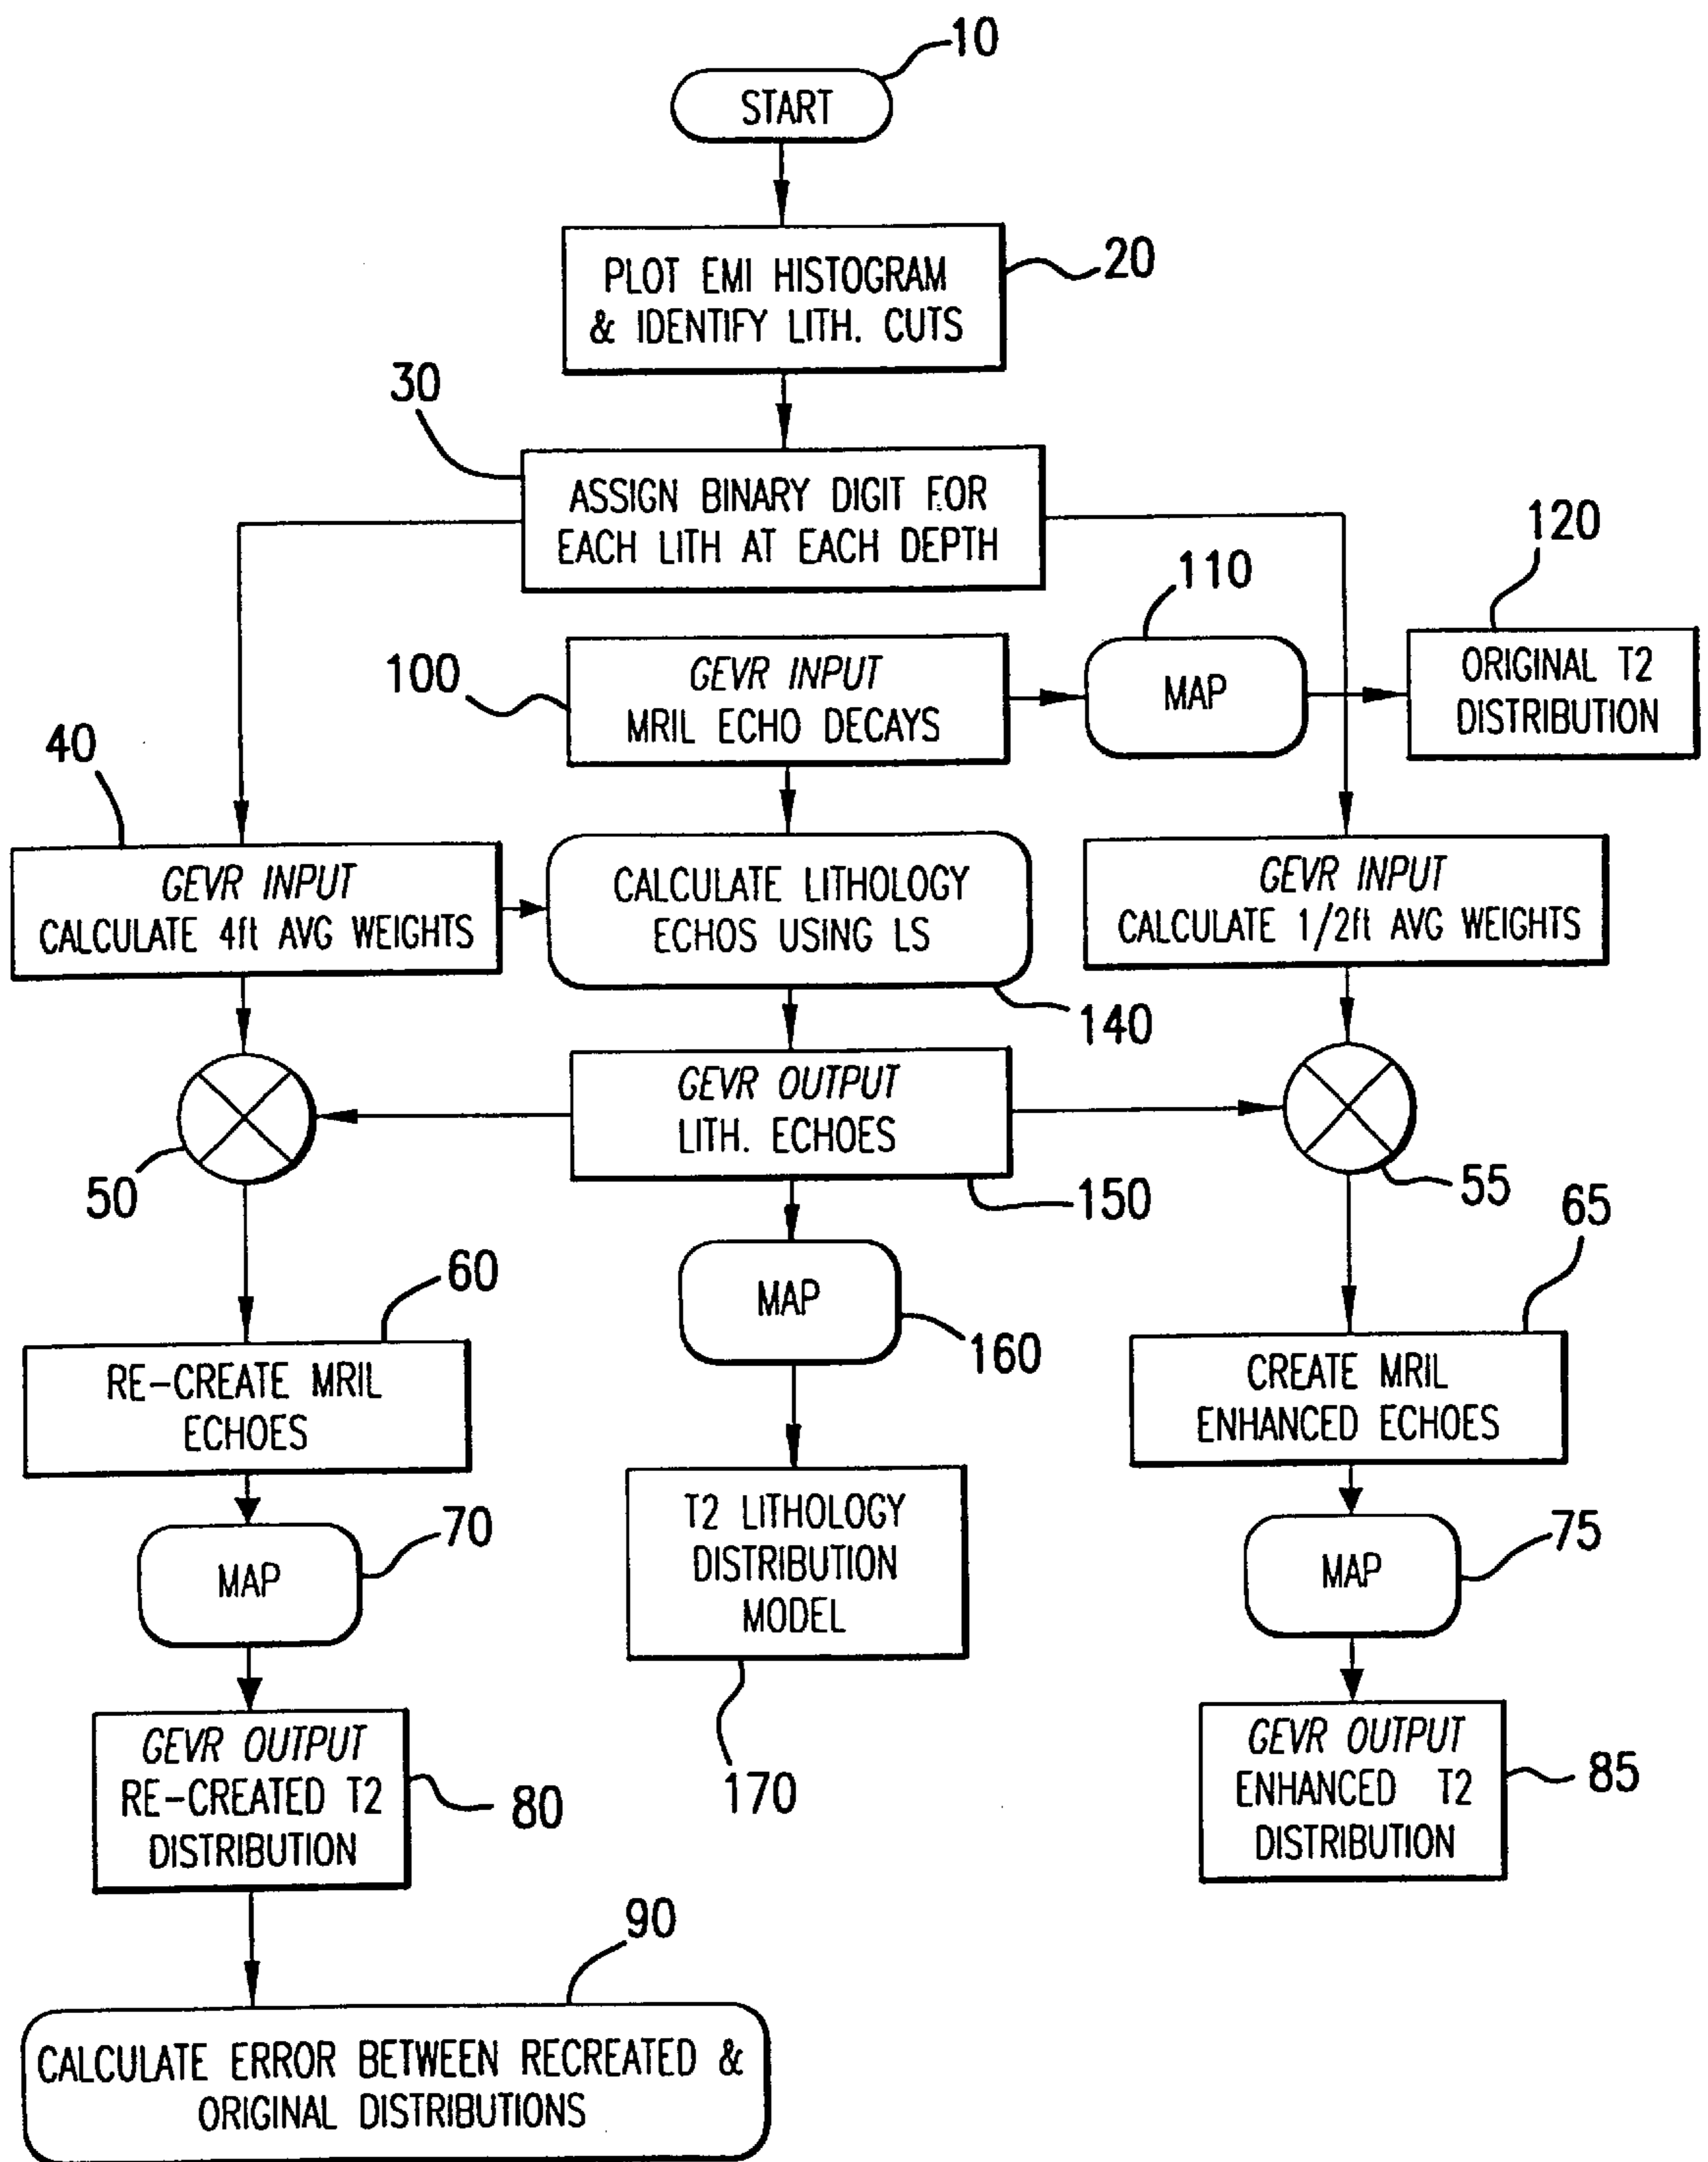 10
START
20
PLOT EMI HISTOGRAM
& IDENTIFY LITH. CUTS
30
ASSIGN BINARY DIGIT FOR
EACH LITH AT EACH DEPTH
120
110
100
GEVR INPUT
MRIL ECHO DECAYS
MAP
ORIGINAL T2
DISTRIBUTION
40
GEVR INPUT
CALCULATE 4ft AVG WEIGHTS
CALCULATE LITHOLOGY
ECHOS USING LS
GEVR INPUT
CALCULATE 1/2ft AVG WEIGHTS
140
50
GEVR OUTPUT
LITH. ECHOES
150
55
65
60
MAP
160
RE-CREATE MRIL
ECHOES
CREATE MRIL
ENHANCED ECHOES
70
MAP
T2 LITHOLOGY
DISTRIBUTION
MODEL
170
75
MAP
GEVR OUTPUT
RE-CREATED T2
DISTRIBUTION
80
GEVR OUTPUT
ENHANCED T2
DISTRIBUTION
85
90
CALCULATE ERROR BETWEEN RECREATED &
ORIGINAL DISTRIBUTIONS